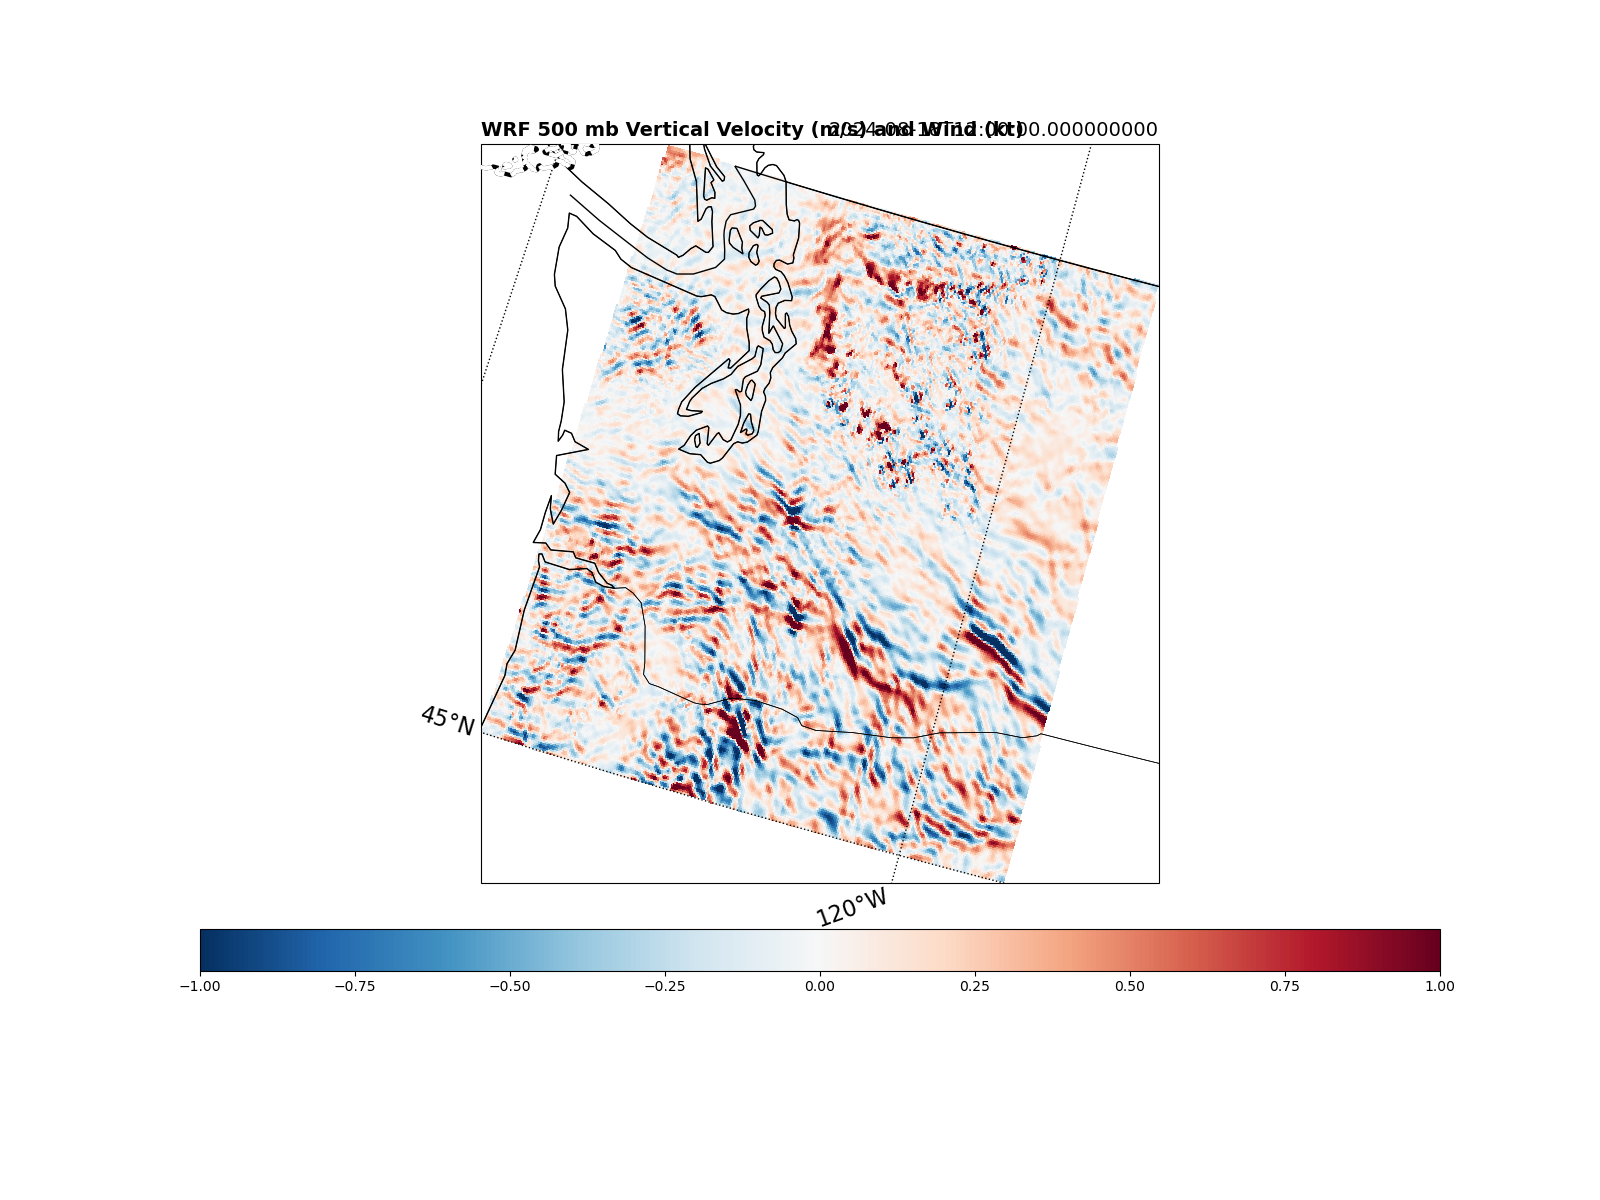 WRF 500 mb Vertical Velocity (m/s) and Wind (kt)
2024-08-18T12:00:00.000000000
45°N
120°W
−1.00 −0.75 −0.50 −0.25 0.00 0.25 0.50 0.75 1.00